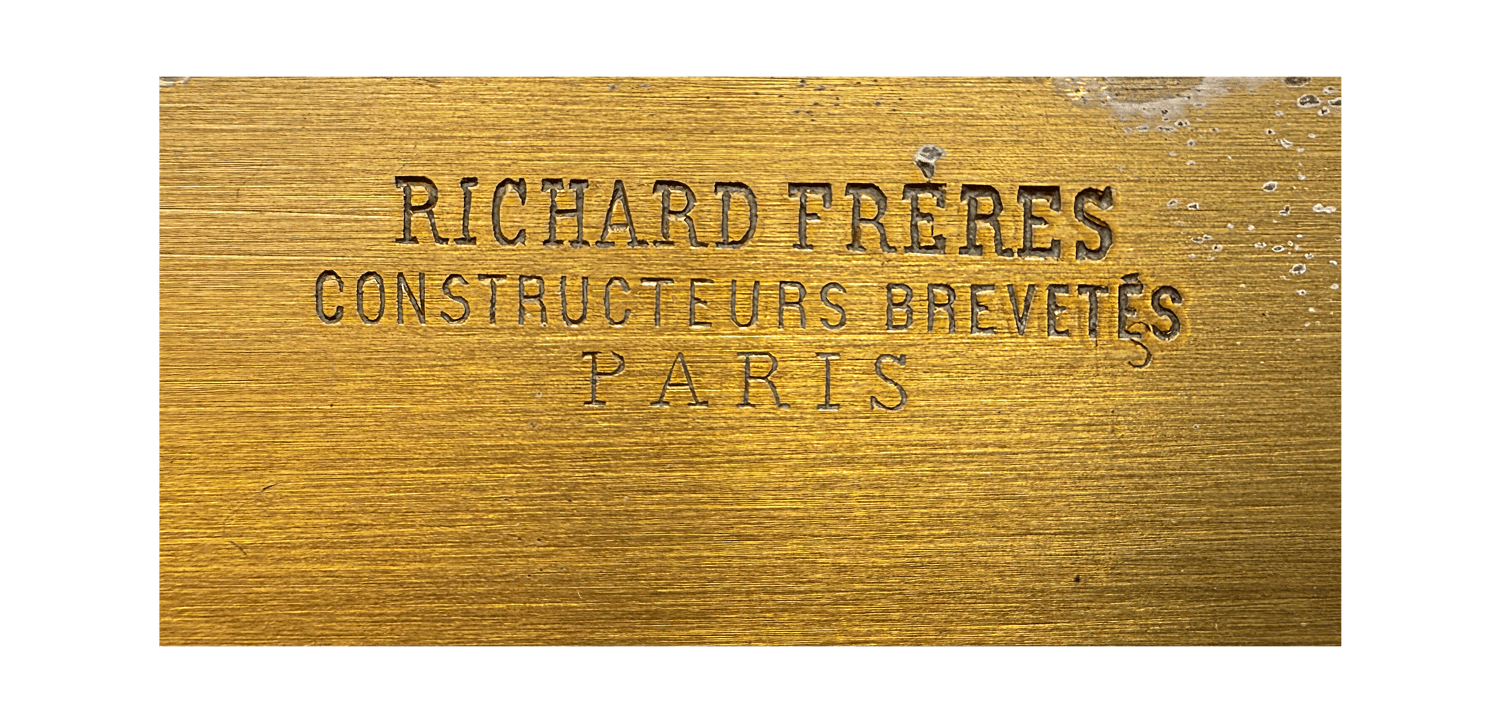 RICHARD FRÈRES
CONSTRUCTEURS BREVETÉS
PARIS